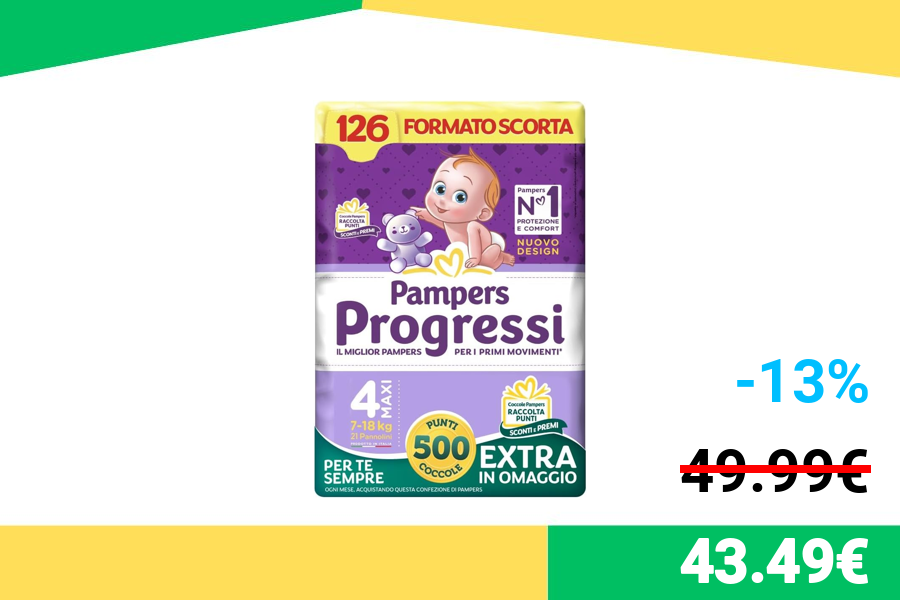 126 FORMATO SCORTA
Coccole Pampers
RACCOLTA
PUNTI
SCONTI e PREMI
Pampers
N°1
PROTEZIONE
E COMFORT
NUOVO
DESIGN
Pampers
Progressi
IL MIGLIOR PAMPERS PER I PRIMI MOVIMENTI*
4 MAXI
7-18 kg
21 Pannolini
Coccole Pampers
RACCOLTA
PUNTI
SCONTI e PREMI
PUNTI
500
COCCOLE
PER TE
SEMPRE
EXTRA
IN OMAGGIO
OGNI MESE, ACQUISTANDO QUESTA CONFEZIONE DI PAMPERS
-13%
49.99€
43.49€